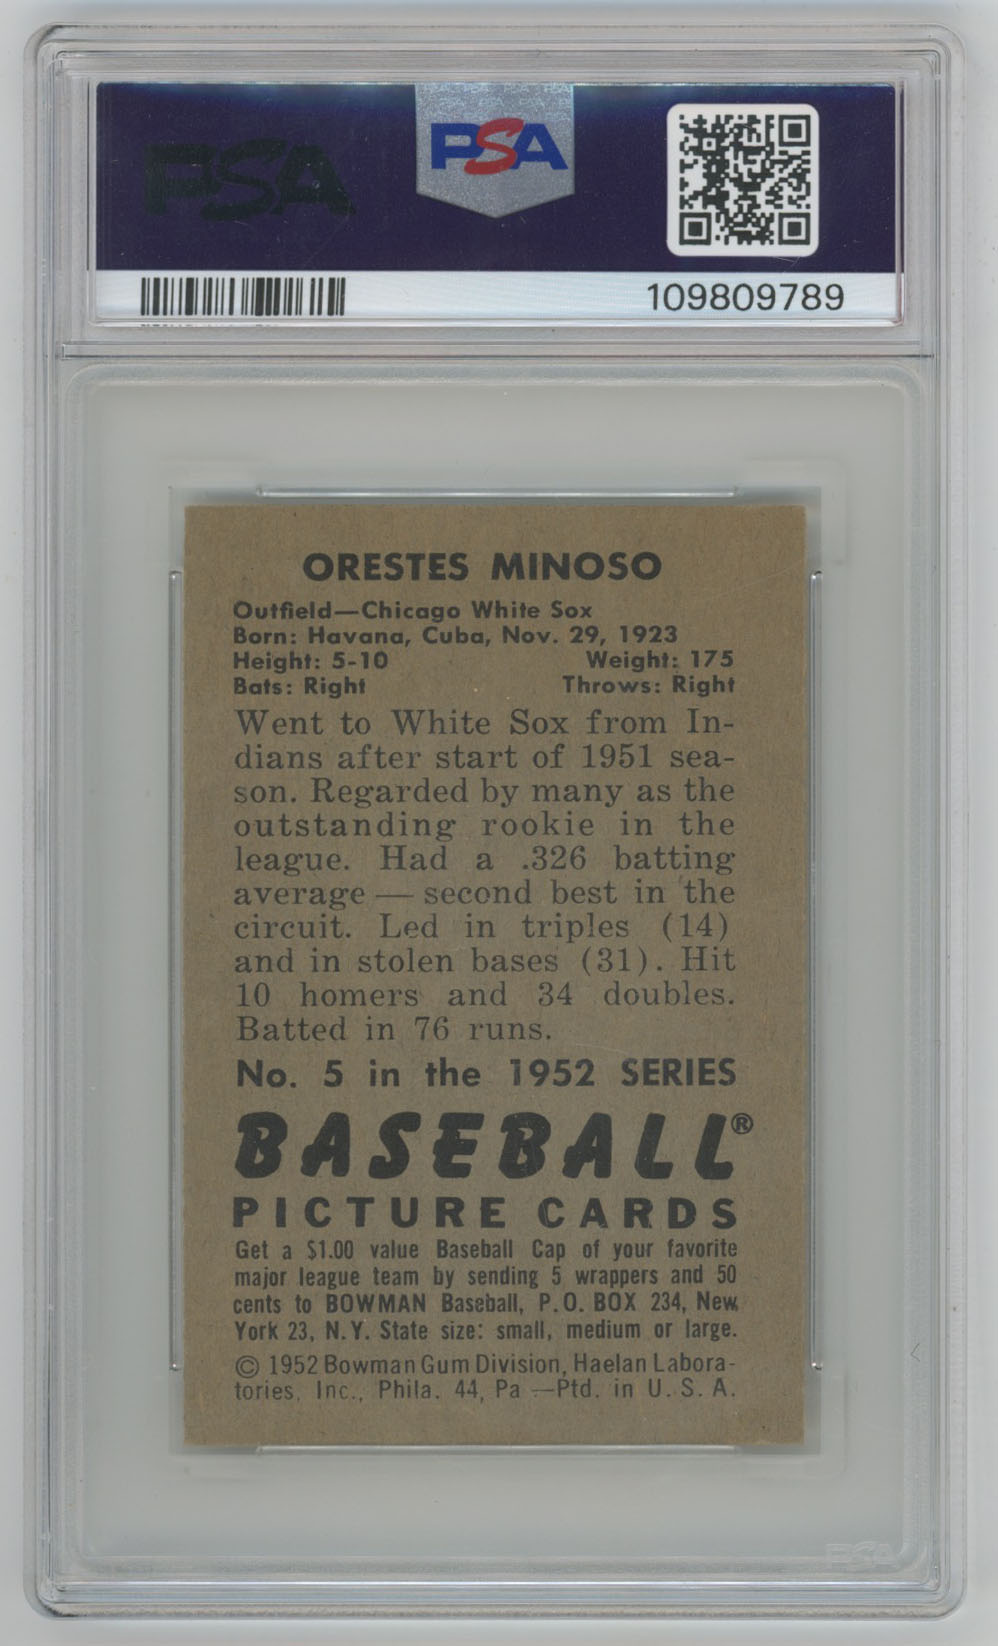 PSA
PSA
109809789
ORESTES MINOSO
Outfield—Chicago White Sox
Born: Havana, Cuba, Nov. 29, 1923
Height: 5-10 Weight: 175
Bats: Right Throws: Right
Went to White Sox from In-
dians after start of 1951 sea-
son. Regarded by many as the
outstanding rookie in the
league. Had a .326 batting
average — second best in the
circuit. Led in triples (14)
and in stolen bases (31). Hit
10 homers and 34 doubles.
Batted in 76 runs.
No. 5 in the 1952 SERIES
BASEBALL®
PICTURE CARDS
Get a $1.00 value Baseball Cap of your favorite
major league team by sending 5 wrappers and 50
cents to BOWMAN Baseball, P.O. BOX 234, New
York 23, N.Y. State size: small, medium or large.
© 1952 Bowman Gum Division, Haelan Labora-
tories, Inc., Phila. 44, Pa —Ptd. in U. S. A.
PSA